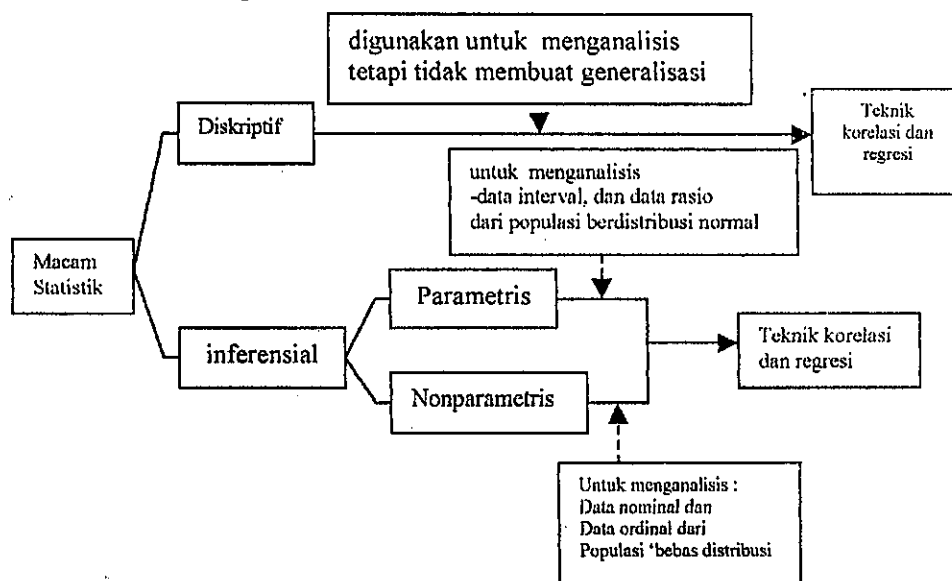 digunakan untuk menganalisis
tetapi tidak membuat generalisasi
Diskriptif
Teknik
korelasi dan
regresi
untuk menganalisis
-data interval, dan data rasio
dari populasi berdistribusi normal
Macam
Statistik
Parametris
inferensial
Teknik korelasi
dan regresi
Nonparametris
Untuk menganalisis :
Data nominal dan
Data ordinal dari
Populasi ‘bebas distribusi